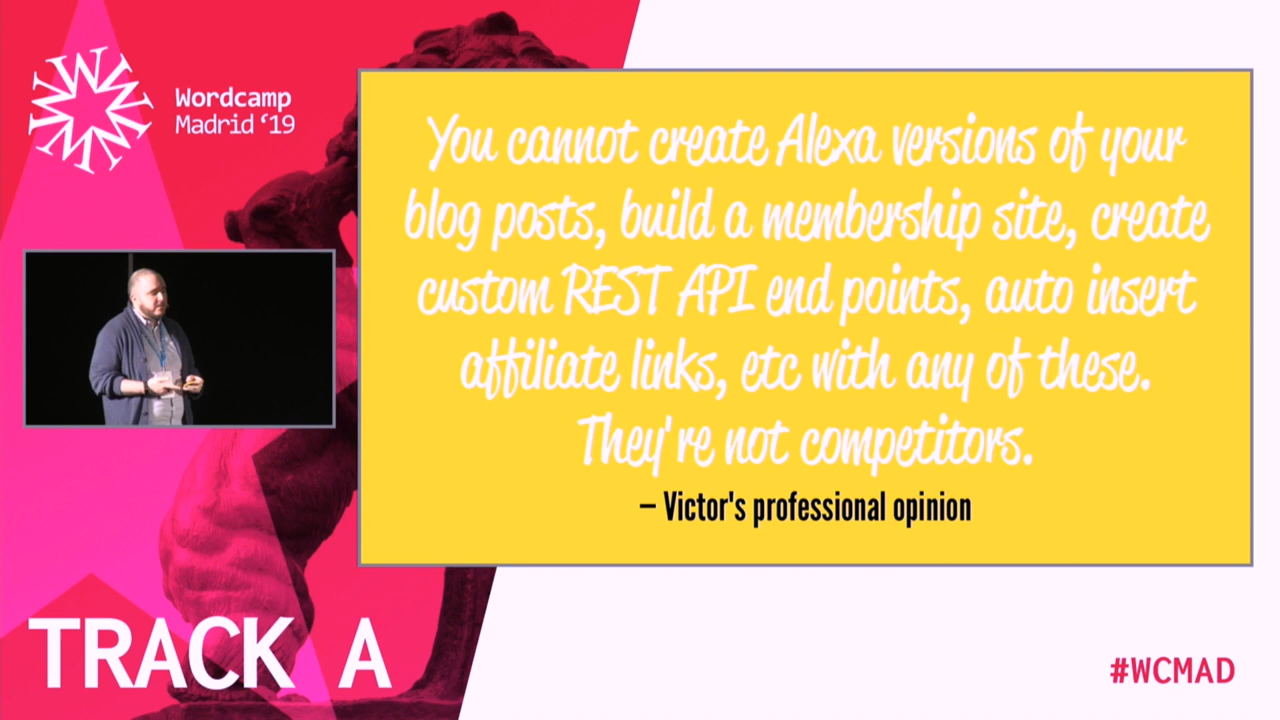 Wordcamp
Madrid ‘19
You cannot create Alexa versions of your
blog posts, build a membership site, create
custom REST API end points, auto insert
affiliate links, etc with any of these.
They're not competitors.
– Victor's professional opinion
TRACK A
#WCMAD